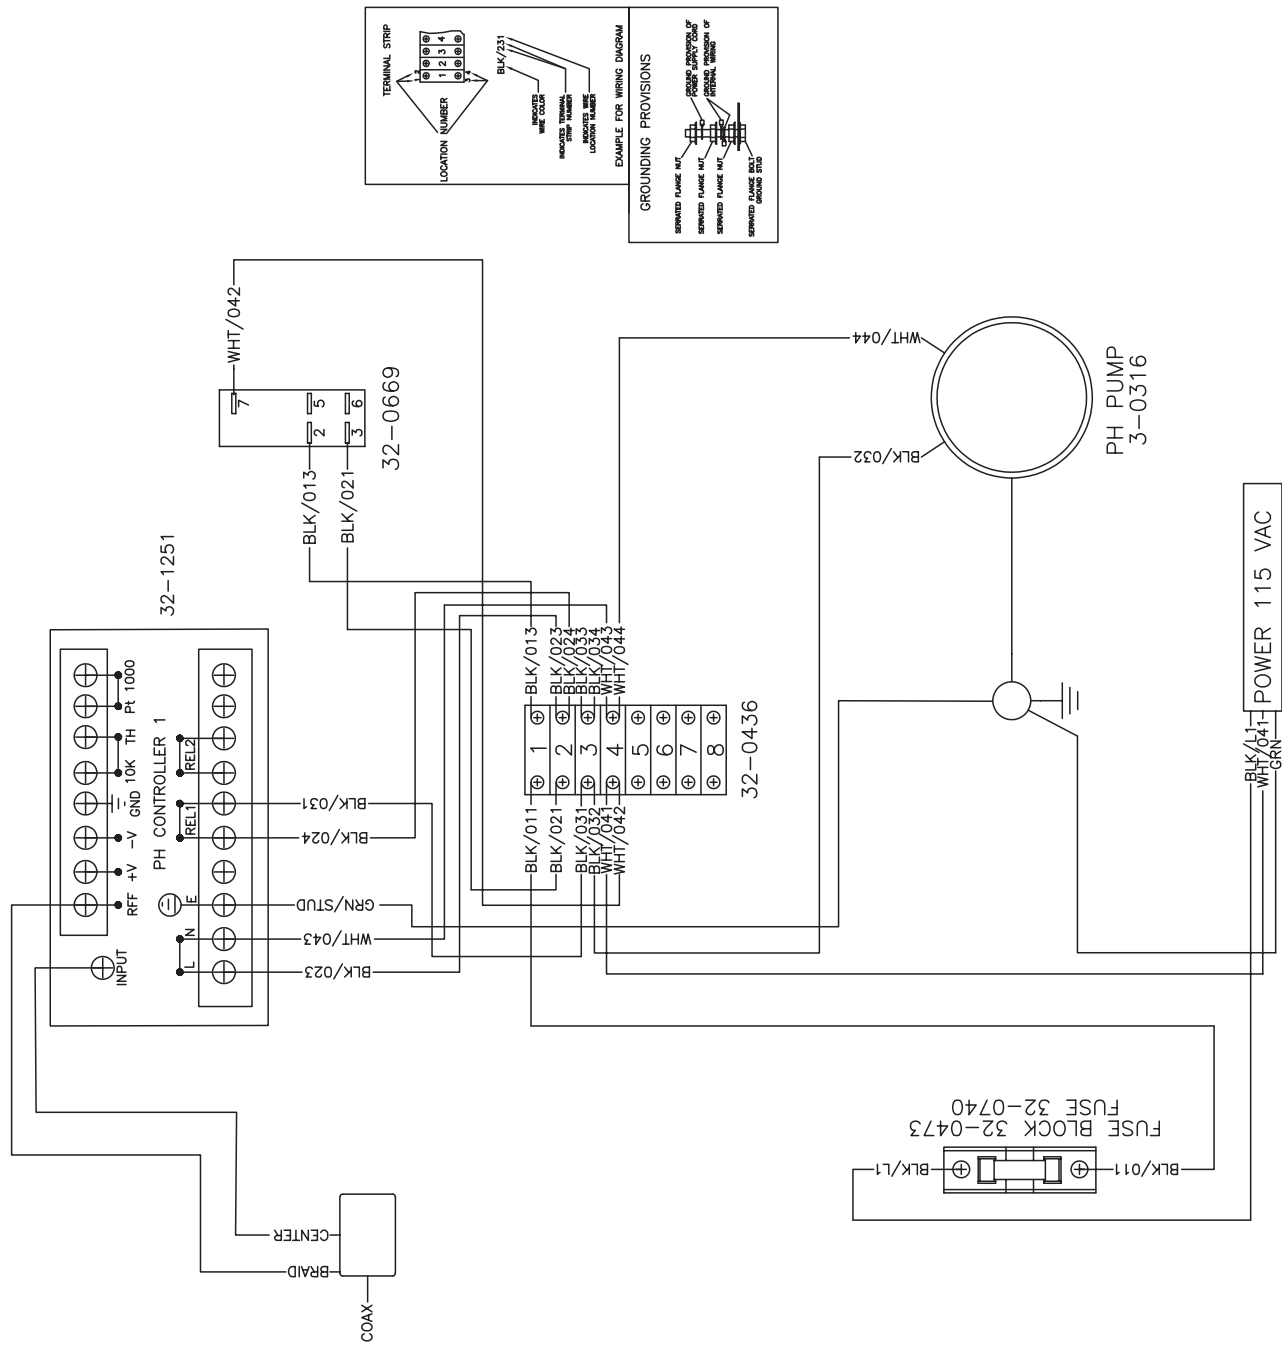 TERMINAL STRIP
1 2
1 2 3 4
3 4
LOCATION NUMBER
BLK/231
INDICATES
WIRE COLOR
INDICATES TERMINAL
STRIP NUMBER
INDICATES WIRE
LOCATION NUMBER
EXAMPLE FOR WIRING DIAGRAM
GROUNDING PROVISIONS
GROUND PROVISION OF
POWER SUPPLY CORD
GROUND PROVISION OF
INTERNAL WIRING
SERRATED FLANGE NUT
SERRATED FLANGE NUT
SERRATED FLANGE NUT
SERRATED FLANGE BOLT
GROUND STUD
WHT/042
7
5
6
2
3
32-0669
BLK/013
BLK/021
32-1251
INPUT
RFF
+V
-V
GND
10K
TH
Pt
1000
PH CONTROLLER 1
L
N
E
REL1
REL2
BLK/023
WHT/043
GRN/STUD
BLK/024
BLK/031
BLK/013
BLK/023
BLK/024
BLK/033
BLK/034
WHT/043
WHT/044
1
2
3
4
5
6
7
8
32-0436
BLK/011
BLK/021
BLK/031
BLK/032
WHT/041
WHT/042
WHT/044
BLK/032
PH PUMP
3-0316
POWER 115 VAC
BLK/L1
WHT/041
GRN
FUSE BLOCK 32-0473
FUSE 32-0740
BLK/L1
BLK/011
CENTER
BRAID
COAX